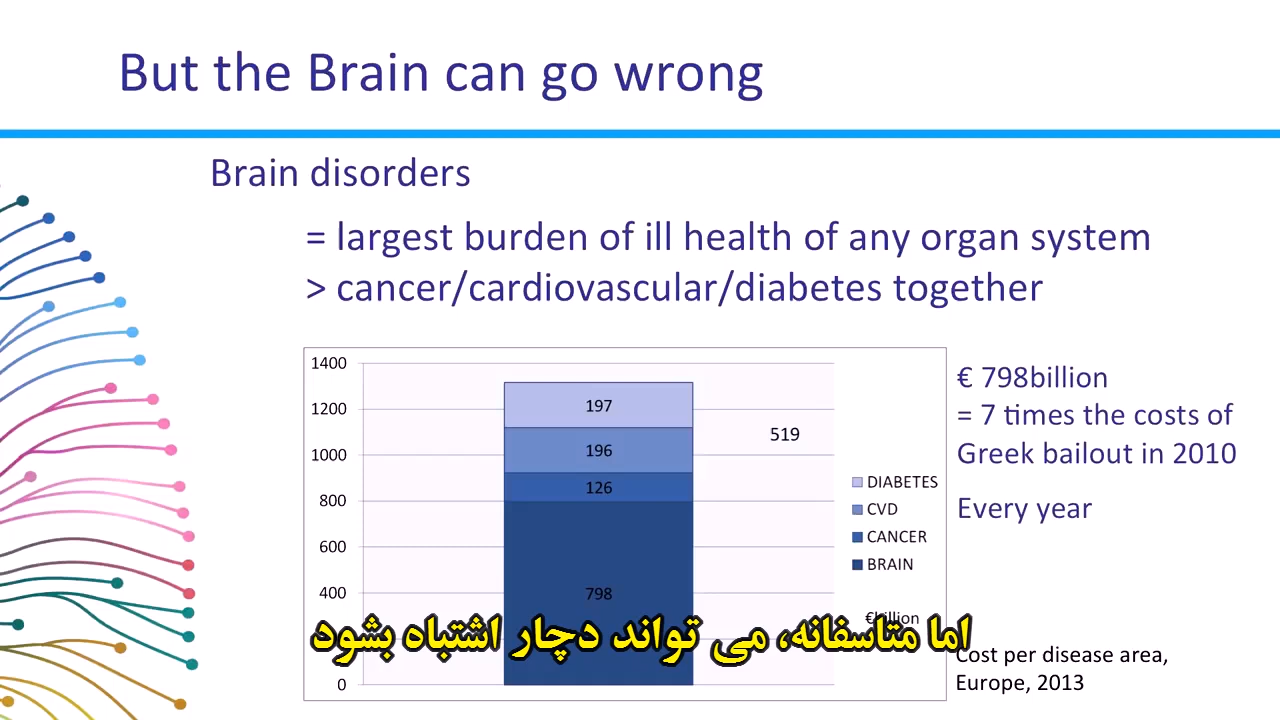 But the Brain can go wrong
Brain disorders
= largest burden of ill health of any organ system
> cancer/cardiovascular/diabetes together
1400
1200
1000
800
600
400
0
197
196
126
798
519
DIABETES
CVD
CANCER
BRAIN
€billion
€ 798billion
= 7 times the costs of
Greek bailout in 2010
Every year
اما متاسفانه، می تواند دچار اشتباه بشود
Cost per disease area,
Europe, 2013